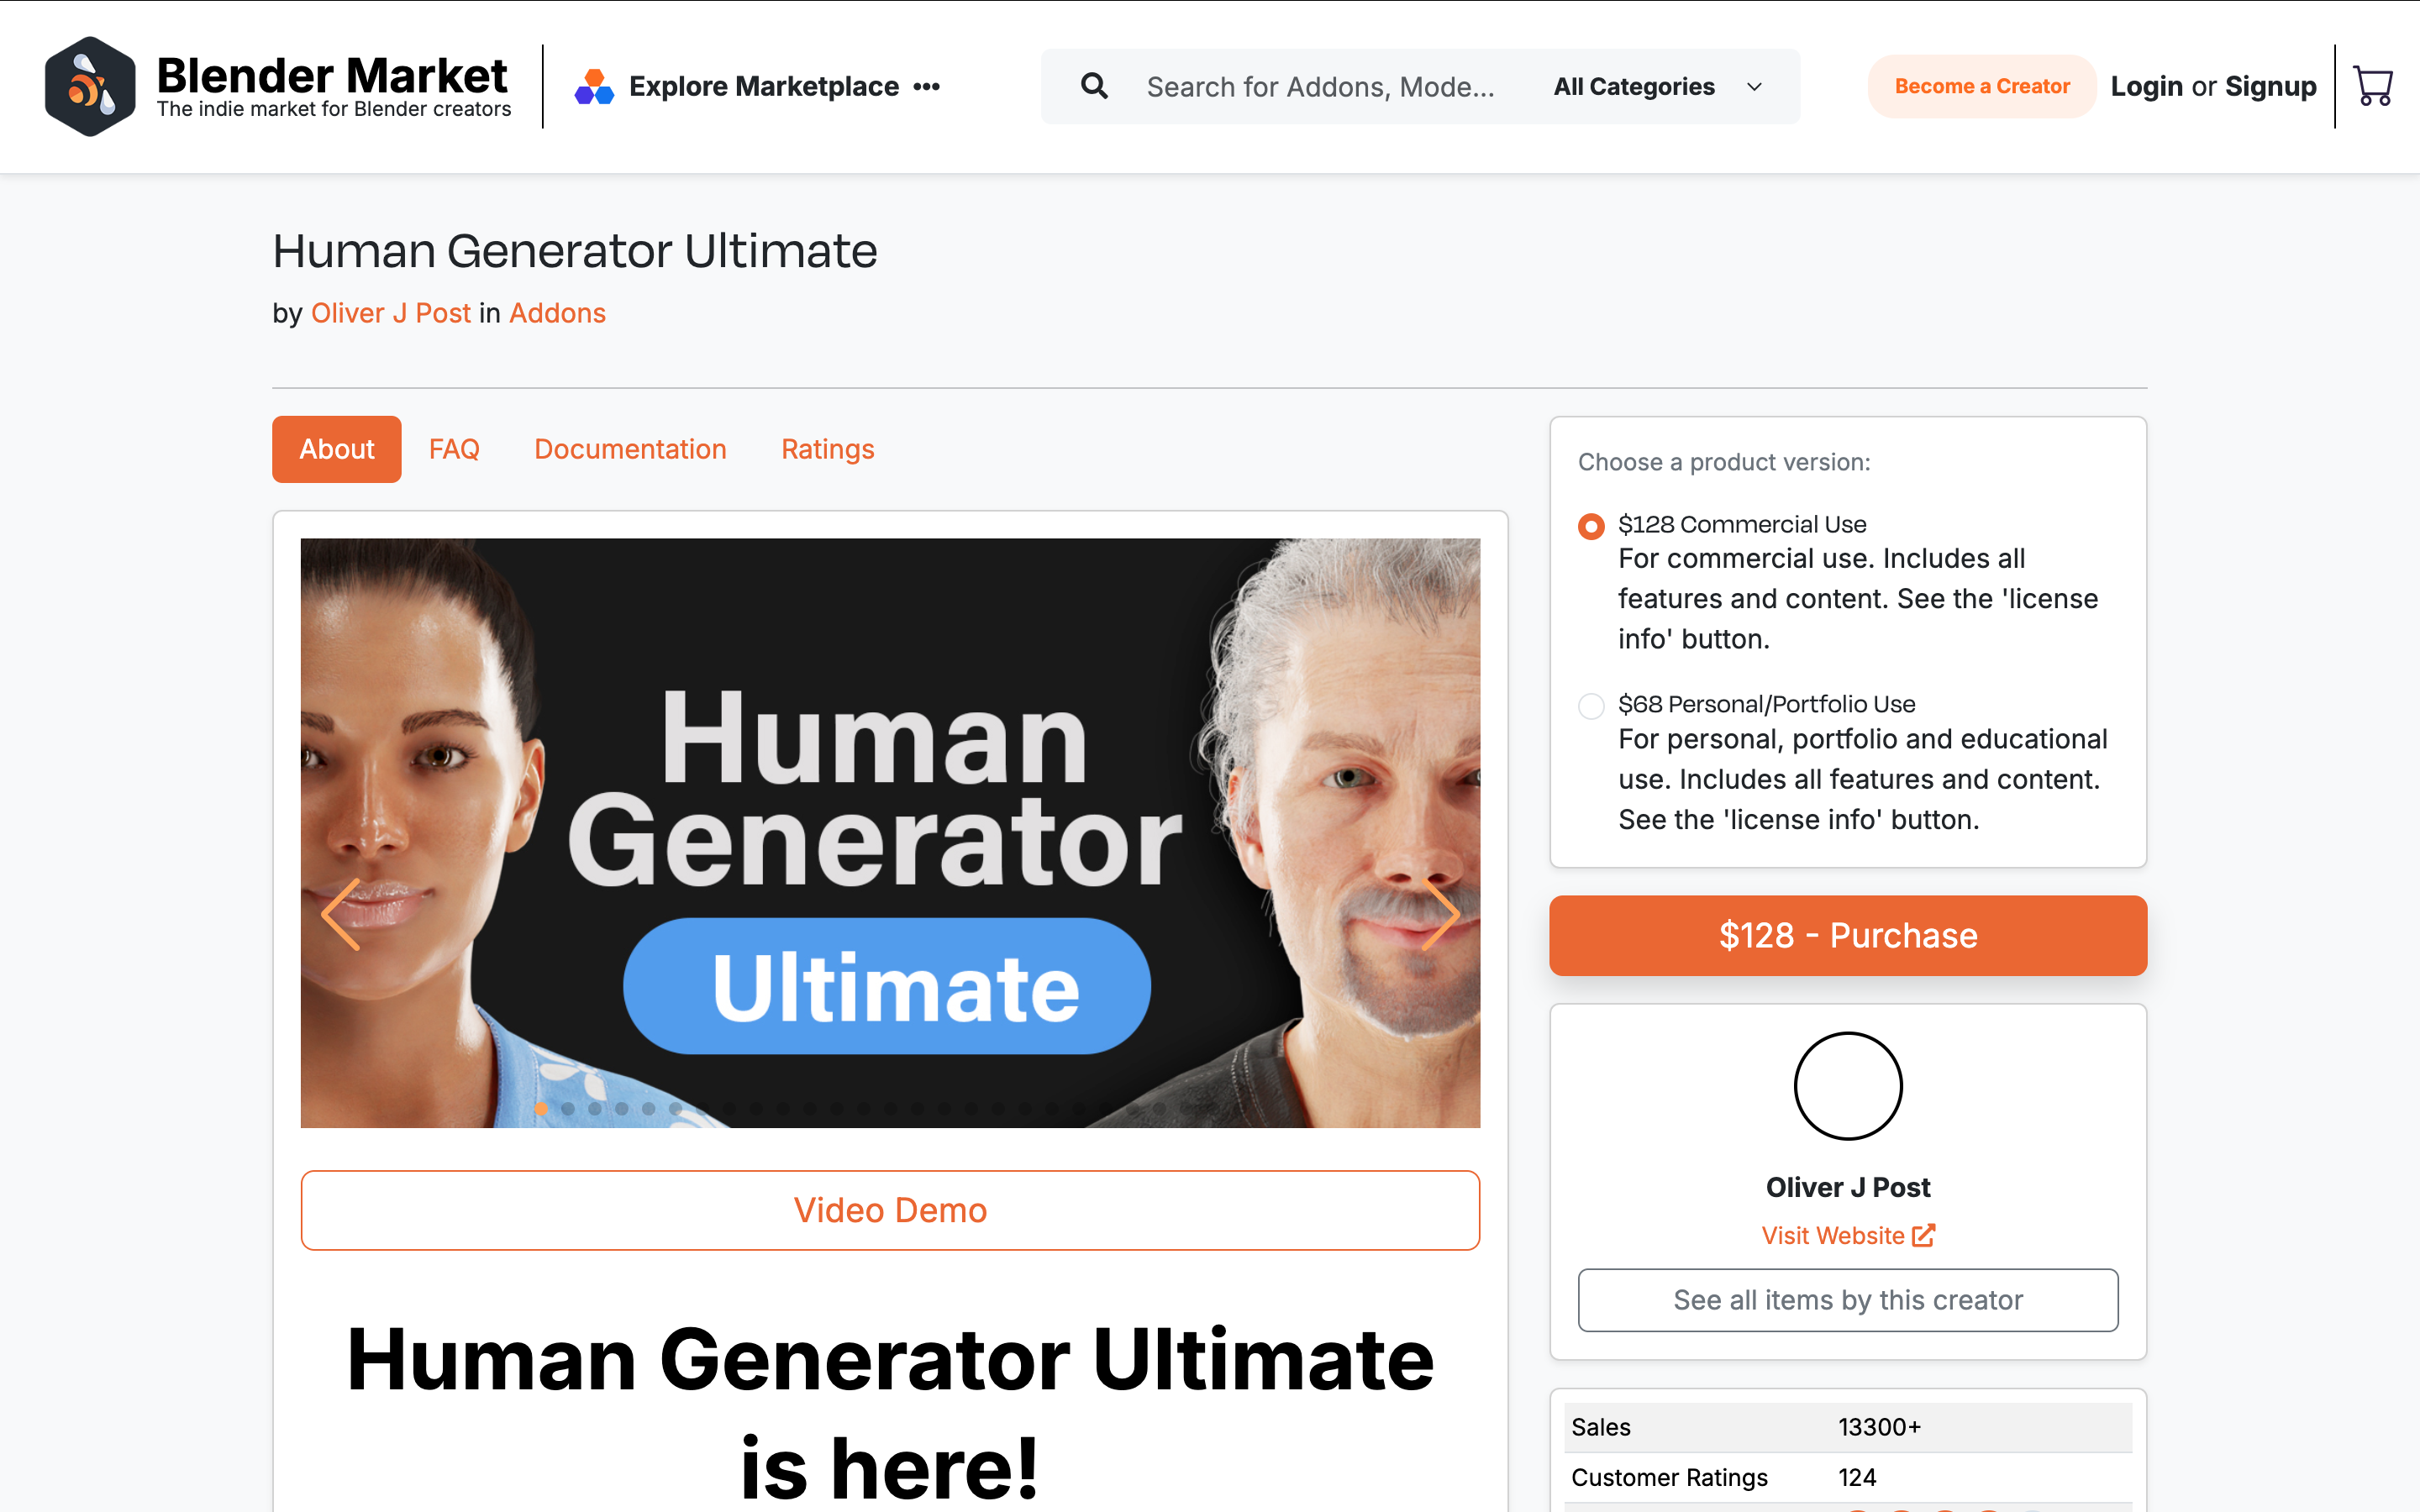 Blender Market
The indie market for Blender creators
Explore Marketplace •••
Search for Addons, Mode...
All Categories
Become a Creator
Login or Signup
Human Generator Ultimate
by Oliver J Post in Addons
About
FAQ
Documentation
Ratings
Human
Generator
Ultimate
Video Demo
Human Generator Ultimate
is here!
Choose a product version:
$128 Commercial Use
For commercial use. Includes all
features and content. See the 'license
info' button.
$68 Personal/Portfolio Use
For personal, portfolio and educational
use. Includes all features and content.
See the 'license info' button.
$128 - Purchase
Oliver J Post
Visit Website
See all items by this creator
Sales 13300+
Customer Ratings 124